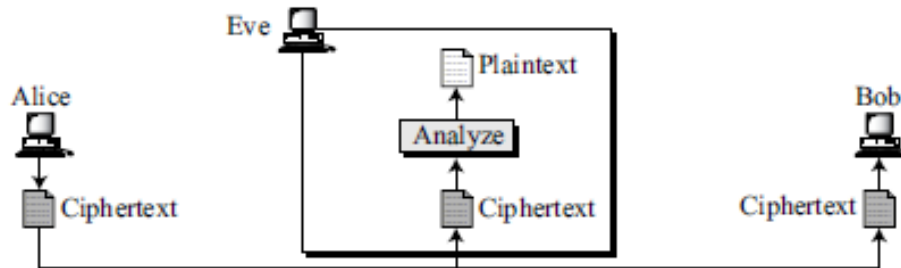 Eve
Plaintext
Alice
Bob
Analyze
Ciphertext
Ciphertext
Ciphertext